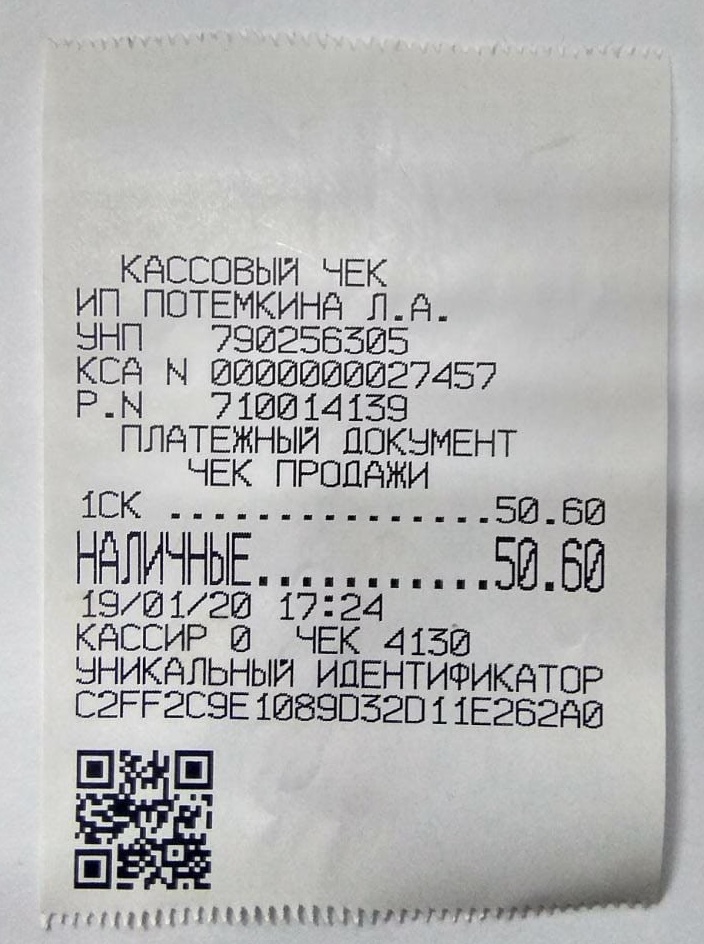 КАССОВЫЙ ЧЕК
ИП ПОТЕМКИНА Л.А.
УНП 790256305
КСА N 0000000027457
Р.N 710014139
ПЛАТЕЖНЫЙ ДОКУМЕНТ
ЧЕК ПРОДАЖИ
1СК ...............50.60
НАЛИЧНЫЕ...........50.60
19/01/20 17:24
КАССИР 0 ЧЕК 4130
УНИКАЛЬНЫЙ ИДЕНТИФИКАТОР
C2FF2C9E1089D32D11E262A0